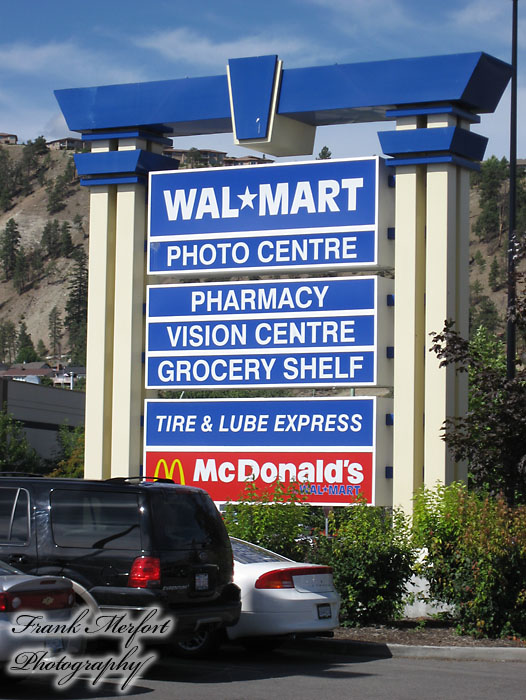 WAL★MART
PHOTO CENTRE
PHARMACY
VISION CENTRE
GROCERY SHELF
TIRE & LUBE EXPRESS
McDonald's
WAL★MART
Frank Merfort
Photography